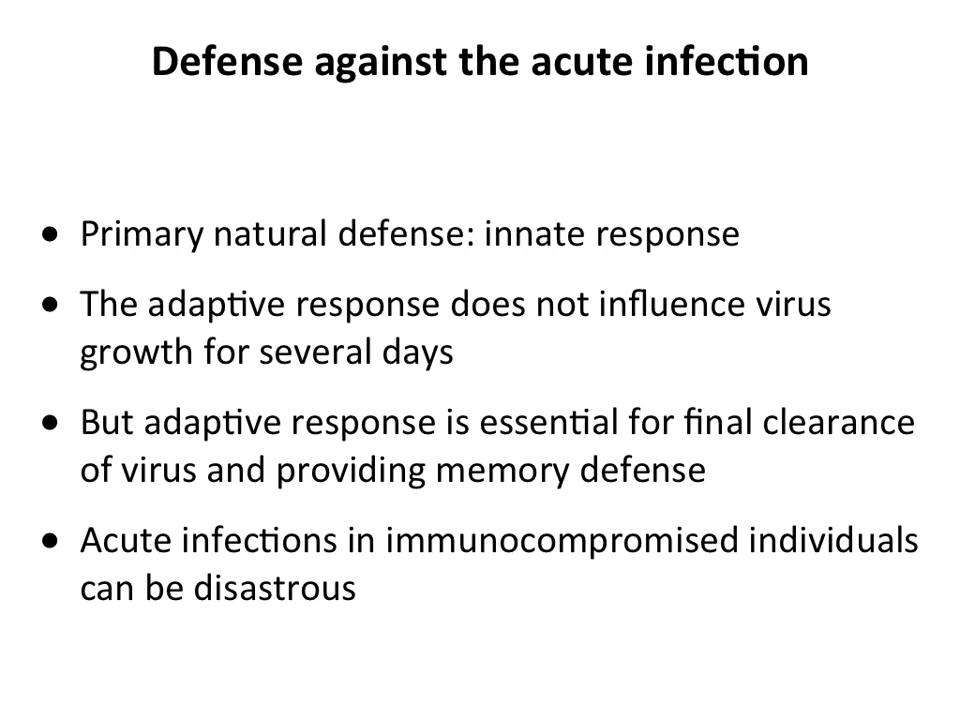 Defense against the acute infection
● Primary natural defense: innate response
● The adaptive response does not influence virus
growth for several days
● But adaptive response is essential for final clearance
of virus and providing memory defense
● Acute infections in immunocompromised individuals
can be disastrous